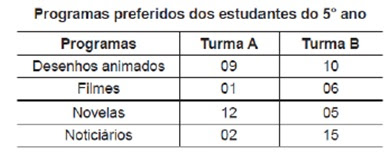 Programas preferidos dos estudantes do 5º ano
Programas Turma A Turma B
Desenhos animados 09 10
Filmes 01 06
Novelas 12 05
Noticiários 02 15